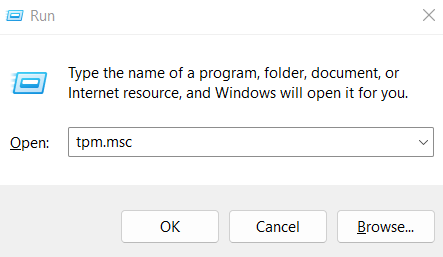 Run
Type the name of a program, folder, document, or
Internet resource, and Windows will open it for you.
Open: tpm.msc
OK Cancel Browse...